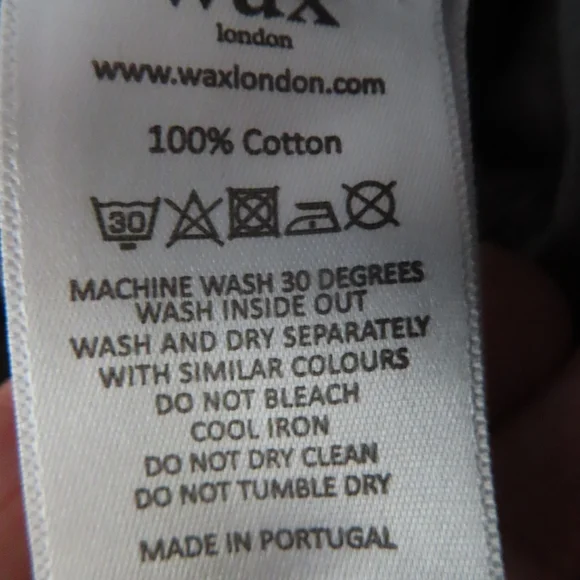 wax
london
www.waxlondon.com
100% Cotton
30
MACHINE WASH 30 DEGREES
WASH INSIDE OUT
WASH AND DRY SEPARATELY
WITH SIMILAR COLOURS
DO NOT BLEACH
COOL IRON
DO NOT DRY CLEAN
DO NOT TUMBLE DRY
MADE IN PORTUGAL